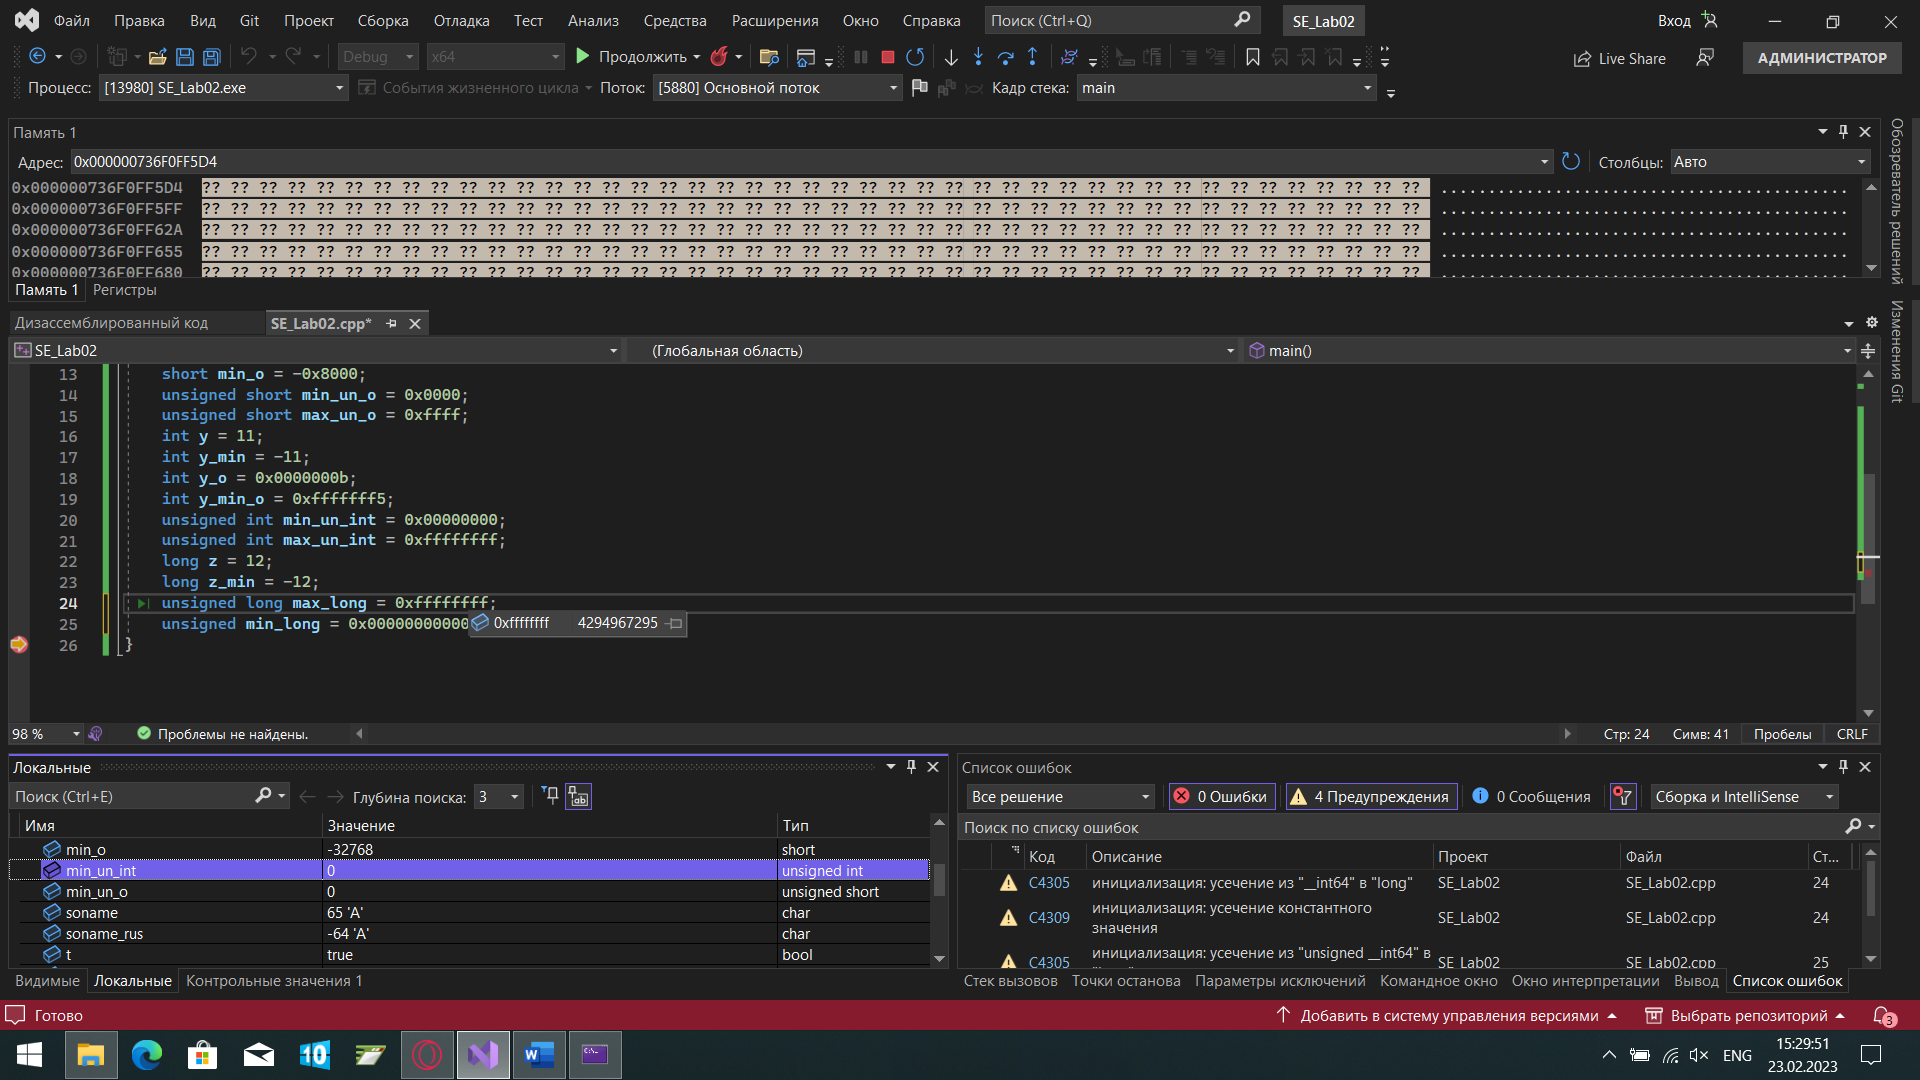 Файл Правка Вид Git Проект Сборка Отладка Тест Анализ Средства Расширения Окно Справка Поиск (Ctrl+Q) SE_Lab02 Вход
Debug x64 Продолжить Live Share АДМИНИСТРАТОР
Процесс: [13980] SE_Lab02.exe События жизненного цикла Поток: [5880] Основной поток Кадр стека: main
Память 1
Адрес: 0x000000736F0FF5D4 Столбцы: Авто
0x000000736F0FF5D4 ?? ?? ?? ?? ?? ?? ?? ?? ?? ?? ?? ?? ?? ?? ?? ?? ?? ?? ?? ?? ?? ?? ?? ?? ?? ?? ?? ?? ?? ?? ?? ?? ?? ?? ?? ?? ?? ?? ?? ?? ?? ?? ?? ...........................................
0x000000736F0FF5FF ?? ?? ?? ?? ?? ?? ?? ?? ?? ?? ?? ?? ?? ?? ?? ?? ?? ?? ?? ?? ?? ?? ?? ?? ?? ?? ?? ?? ?? ?? ?? ?? ?? ?? ?? ?? ?? ?? ?? ?? ?? ?? ?? ...........................................
0x000000736F0FF62A ?? ?? ?? ?? ?? ?? ?? ?? ?? ?? ?? ?? ?? ?? ?? ?? ?? ?? ?? ?? ?? ?? ?? ?? ?? ?? ?? ?? ?? ?? ?? ?? ?? ?? ?? ?? ?? ?? ?? ?? ?? ?? ?? ...........................................
0x000000736F0FF655 ?? ?? ?? ?? ?? ?? ?? ?? ?? ?? ?? ?? ?? ?? ?? ?? ?? ?? ?? ?? ?? ?? ?? ?? ?? ?? ?? ?? ?? ?? ?? ?? ?? ?? ?? ?? ?? ?? ?? ?? ?? ?? ?? ...........................................
0x000000736F0FF680 ?? ?? ?? ?? ?? ?? ?? ?? ?? ?? ?? ?? ?? ?? ?? ?? ?? ?? ?? ?? ?? ?? ?? ?? ?? ?? ?? ?? ?? ?? ?? ?? ?? ?? ?? ?? ?? ?? ?? ?? ?? ?? ?? ...........................................
Память 1 Регистры
Обозреватель решений
Изменения Git
Дизассемблированный код SE_Lab02.cpp*
SE_Lab02 (Глобальная область) main()
13 short min_o = -0x8000;
14 unsigned short min_un_o = 0x0000;
15 unsigned short max_un_o = 0xffff;
16 int y = 11;
17 int y_min = -11;
18 int y_o = 0x0000000b;
19 int y_min_o = 0xfffffff5;
20 unsigned int min_un_int = 0x00000000;
21 unsigned int max_un_int = 0xffffffff;
22 long z = 12;
23 long z_min = -12;
24 unsigned long max_long = 0xffffffff;
25 unsigned min_long = 0x00000000000 0xffffffff 4294967295
26 }
98 % Проблемы не найдены. Стр: 24 Симв: 41 Пробелы CRLF
Локальные
Поиск (Ctrl+E) Глубина поиска: 3
Имя Значение Тип
min_o -32768 short
min_un_int 0 unsigned int
min_un_o 0 unsigned short
soname 65 'A' char
soname_rus -64 'А' char
t true bool
Видимые Локальные Контрольные значения 1
Список ошибок
Все решение 0 Ошибки 4 Предупреждения 0 Сообщения Сборка и IntelliSense
Поиск по списку ошибок
Код Описание Проект Файл Ст...
C4305 инициализация: усечение из "__int64" в "long" SE_Lab02 SE_Lab02.cpp 24
C4309 инициализация: усечение константного значения SE_Lab02 SE_Lab02.cpp 24
C4305 инициализация: усечение из "unsigned __int64" в SE_Lab02 SE_Lab02.cpp 25
Стек вызовов Точки останова Параметры исключений Командное окно Окно интерпретации Вывод Список ошибок
Готово Добавить в систему управления версиями Выбрать репозиторий 3
10 ENG 15:29:51
23.02.2023